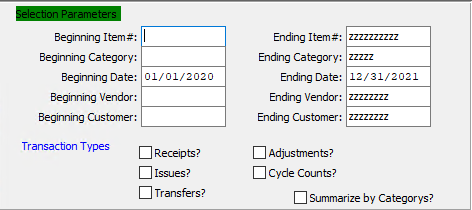 Selection Parameters
Beginning Item#: Ending Item#: zzzzzzzzzz
Beginning Category: Ending Category: zzzzz
Beginning Date: 01/01/2020 Ending Date: 12/31/2021
Beginning Vendor: Ending Vendor: zzzzzzzz
Beginning Customer: Ending Customer: zzzzzzzz
Transaction Types
Receipts? Adjustments?
Issues? Cycle Counts?
Transfers? Summarize by Categorys?